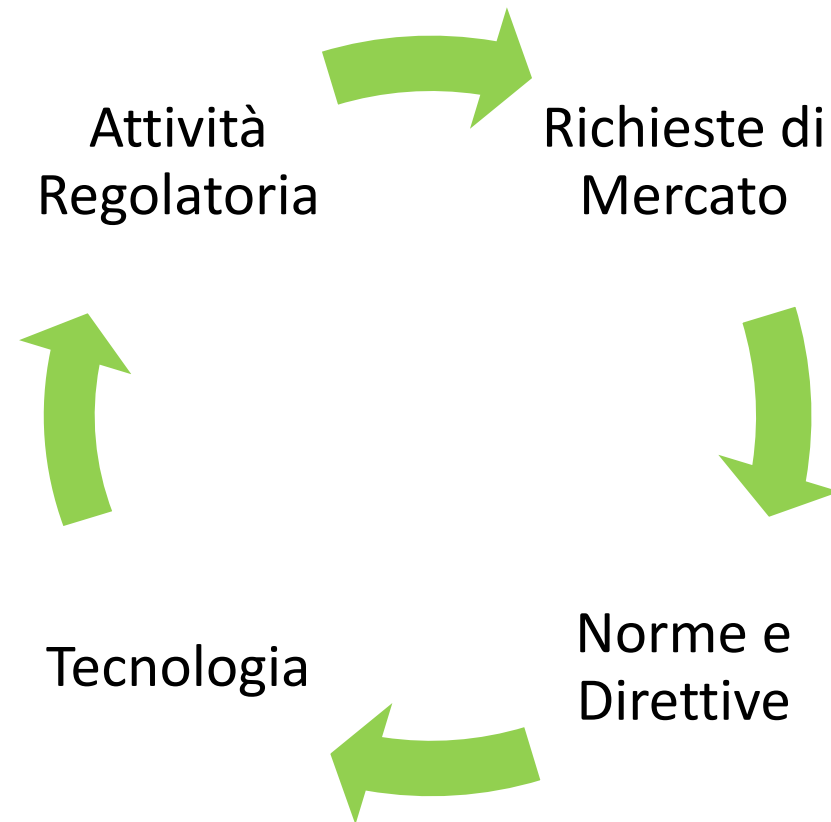 Attività
Regolatoria
Richieste di
Mercato
Norme e
Direttive
Tecnologia